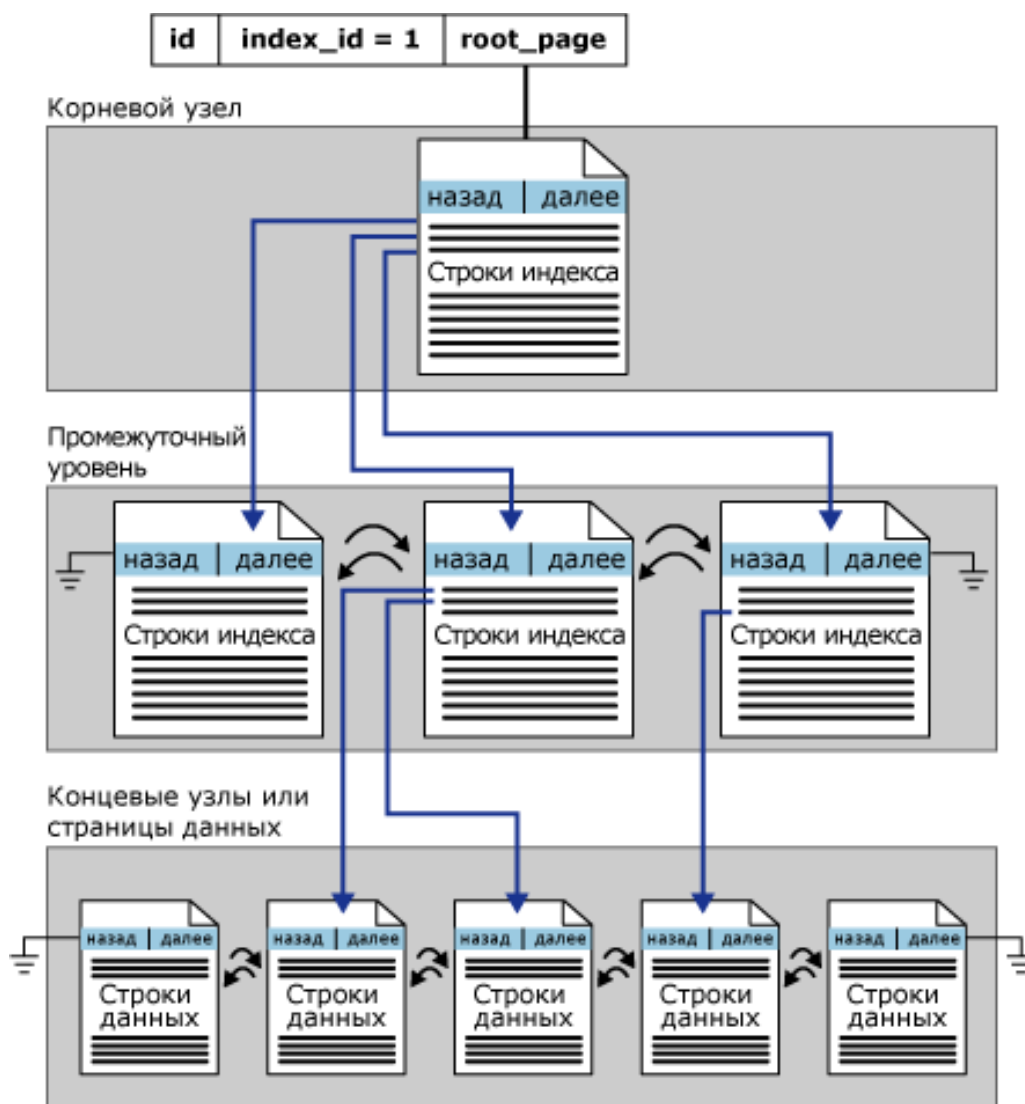 id index_id = 1 root_page
Корневой узел
назад далее
Строки индекса
Промежуточный
уровень
назад далее назад далее назад далее
Строки индекса Строки индекса Строки индекса
Концевые узлы или
страницы данных
назад далее назад далее назад далее назад далее назад далее
Строки Строки Строки Строки Строки
данных данных данных данных данных